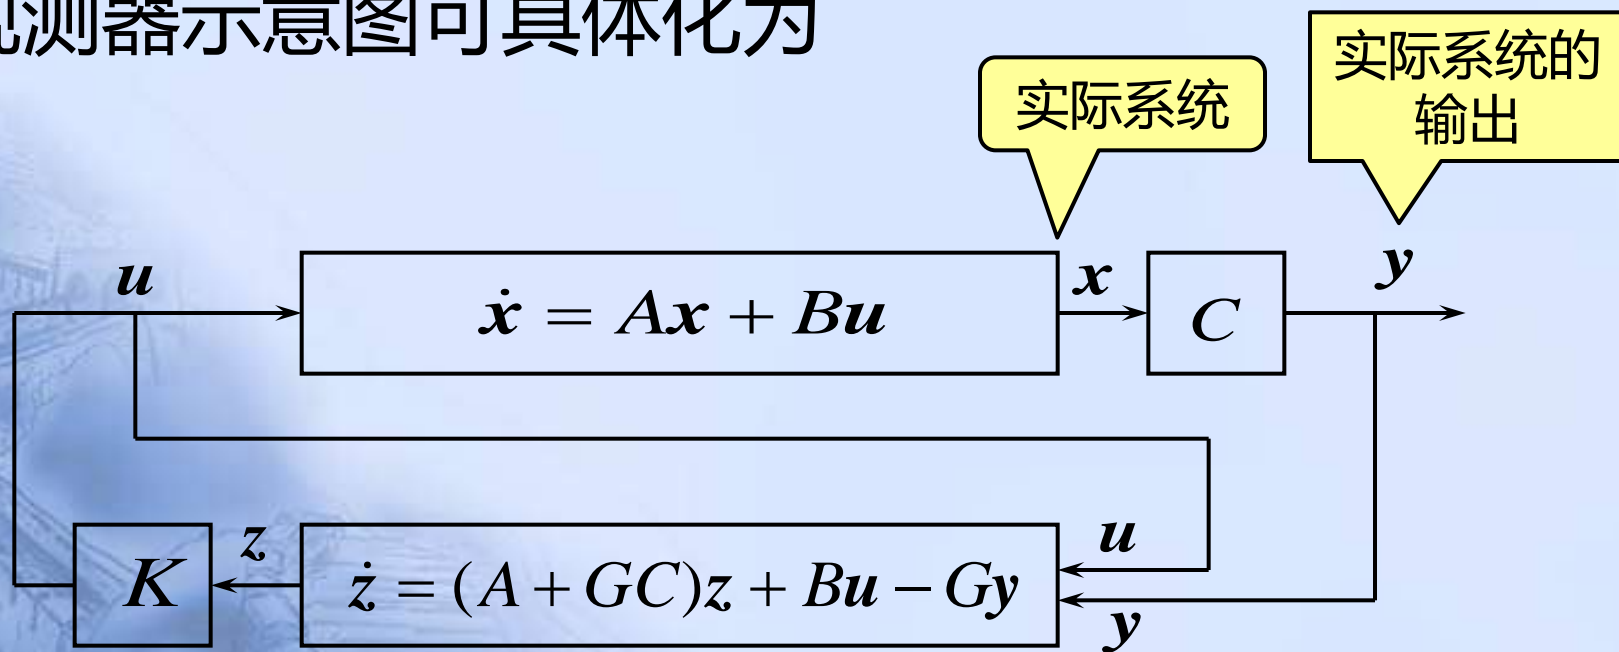 测器示意图可具体化为
实际系统
实际系统的
输出
u
ẋ = Ax + Bu
x
C
y
K
z
ż = (A + GC)z + Bu − Gy
u
y